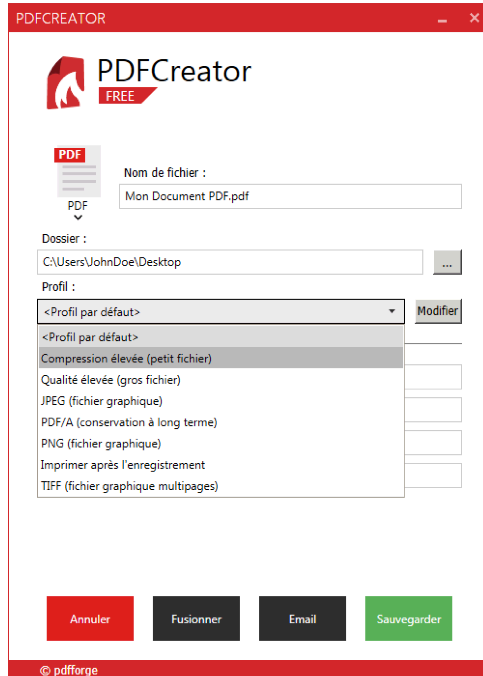 PDFCREATOR
PDFCreator
FREE
PDF
PDF
Nom de fichier :
Mon Document PDF.pdf
Dossier :
C:\Users\JohnDoe\Desktop
...
Profil :
<Profil par défaut>
Modifier
<Profil par défaut>
Compression élevée (petit fichier)
Qualité élevée (gros fichier)
JPEG (fichier graphique)
PDF/A (conservation à long terme)
PNG (fichier graphique)
Imprimer après l'enregistrement
TIFF (fichier graphique multipages)
Annuler
Fusionner
Email
Sauvegarder
© pdfforge